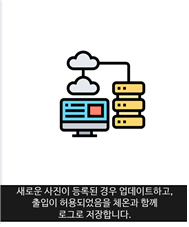 새로운 사진이 등록된 경우 업데이트하고,
출입이 허용되었음을 체온과 함께
로그로 저장합니다.